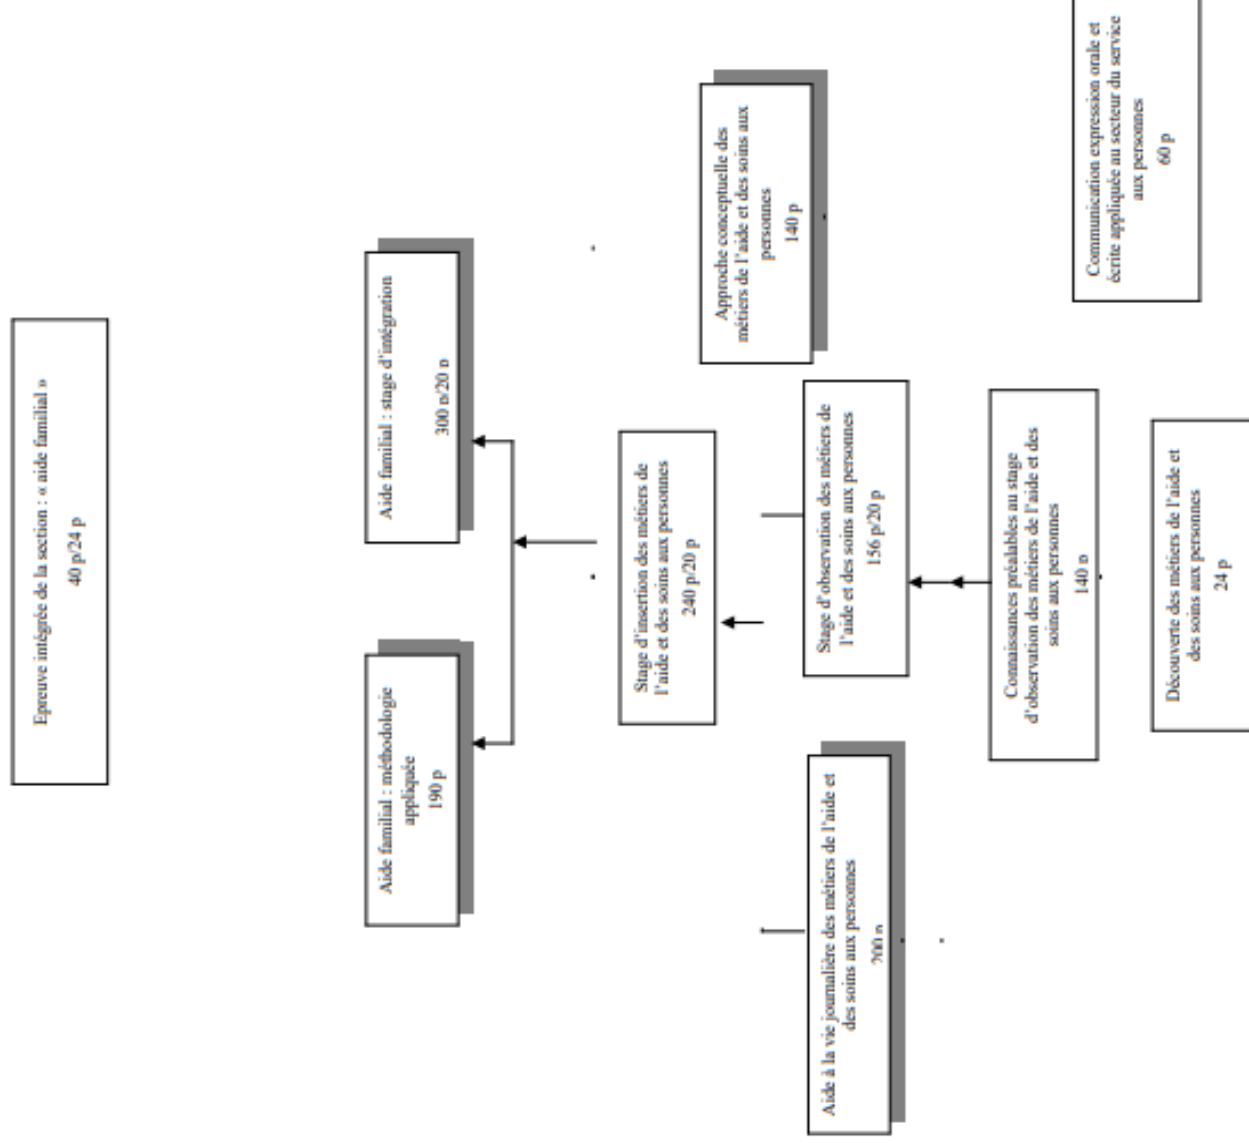 Epreuve intégrée de la section : « aide familial »
40 p/24 p
Aide familial : méthodologie
appliquée
190 p
Aide familial : stage d'intégration
300 p/20 p
Stage d'insertion des métiers de
l'aide et des soins aux personnes
240 p/20 p
Approche conceptuelle des
métiers de l'aide et des soins aux
personnes
140 p
Aide à la vie journalière des métiers de l'aide et
des soins aux personnes
200 p
Stage d'observation des métiers de
l'aide et des soins aux personnes
156 p/20 p
Connaissances préalables au stage
d'observation des métiers de l'aide et des
soins aux personnes
140 p
Communication expression orale et
écrite appliquée au secteur du service
aux personnes
60 p
Découverte des métiers de l'aide et
des soins aux personnes
24 p